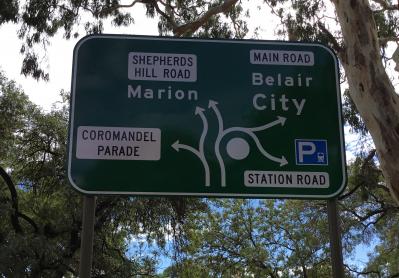 SHEPHERDS
HILL ROAD
Marion
MAIN ROAD
Belair
City
COROMANDEL
PARADE
P
STATION ROAD